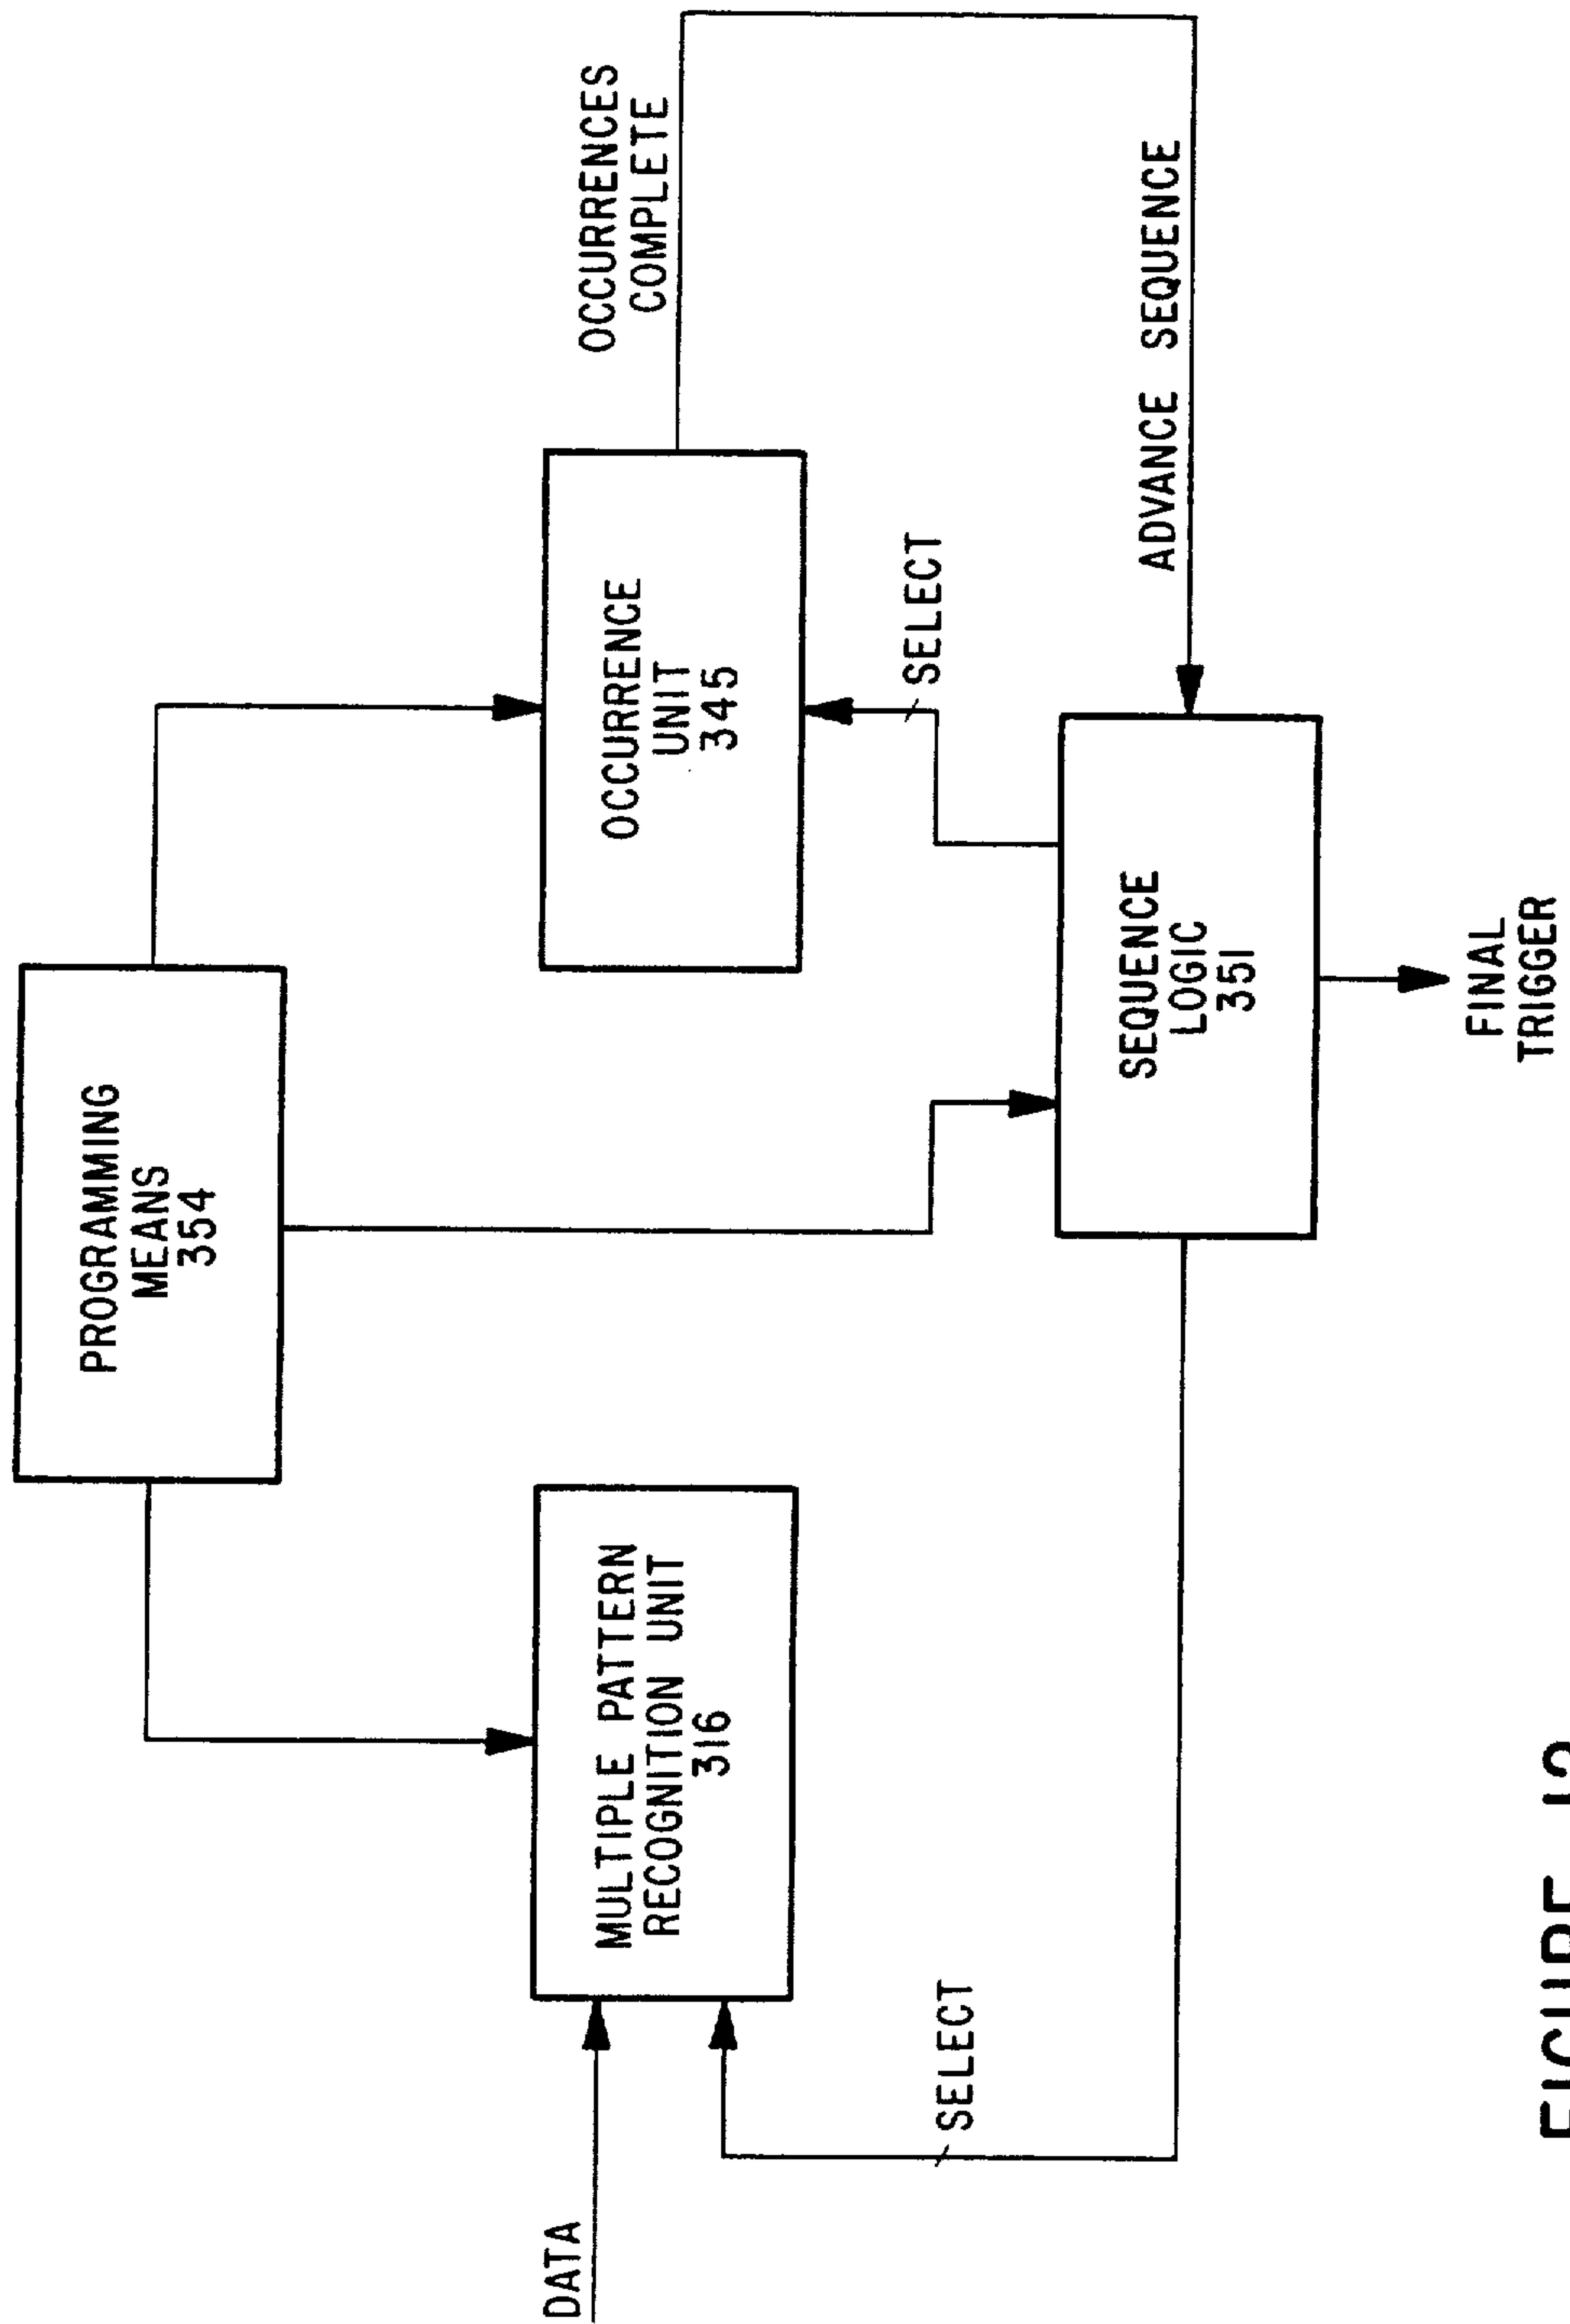 PROGRAMMING
MEANS
354
DATA
MULTIPLE PATTERN
RECOGNITION UNIT
316
OCCURRENCE
UNIT
345
OCCURRENCES
COMPLETE
SELECT
SELECT
SEQUENCE
LOGIC
351
ADVANCE SEQUENCE
FINAL
TRIGGER
FIGURE